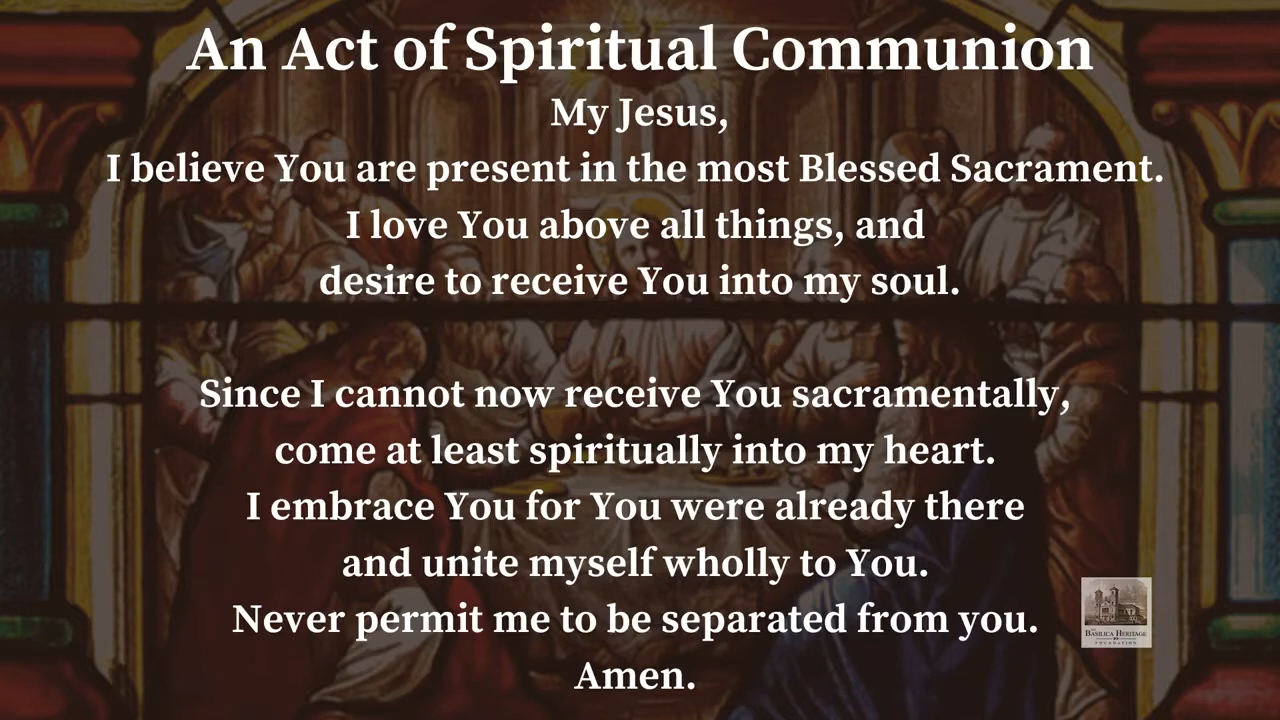 An Act of Spiritual Communion
My Jesus,
I believe You are present in the most Blessed Sacrament.
I love You above all things, and
desire to receive You into my soul.
Since I cannot now receive You sacramentally,
come at least spiritually into my heart.
I embrace You for You were already there
and unite myself wholly to You.
Never permit me to be separated from you.
Amen.
BASILICA HERITAGE
FOUNDATION